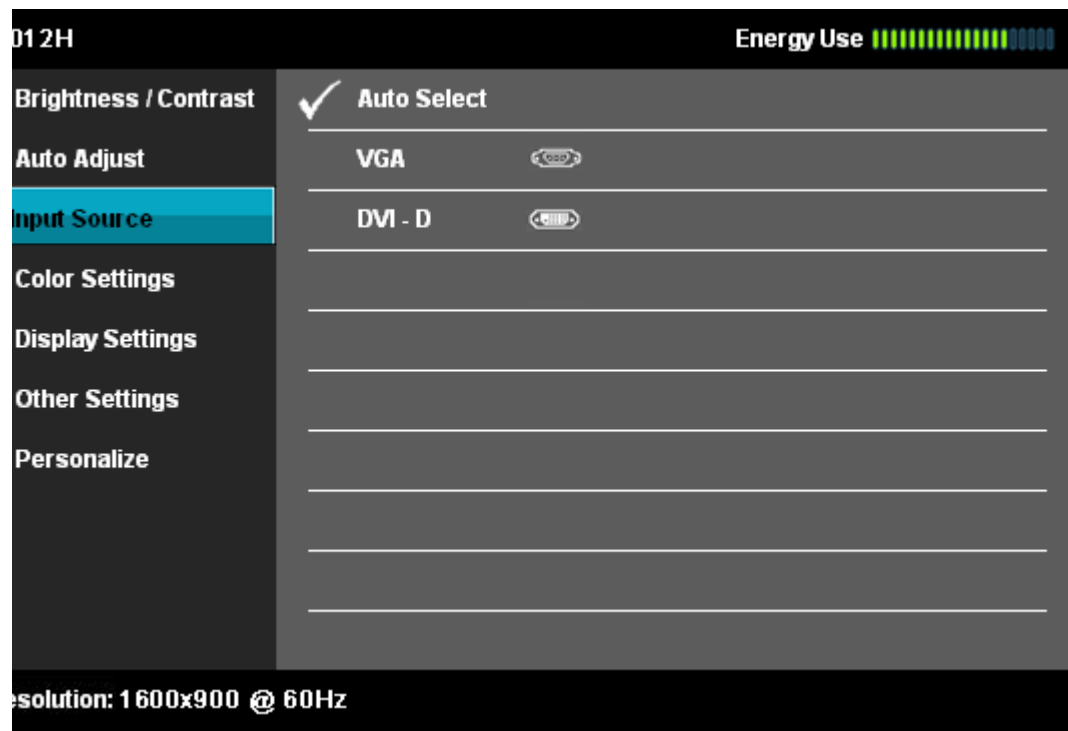 012H
Energy Use
Brightness / Contrast
Auto Adjust
Input Source
Color Settings
Display Settings
Other Settings
Personalize
Auto Select
VGA
DVI - D
esolution: 1600x900 @ 60Hz